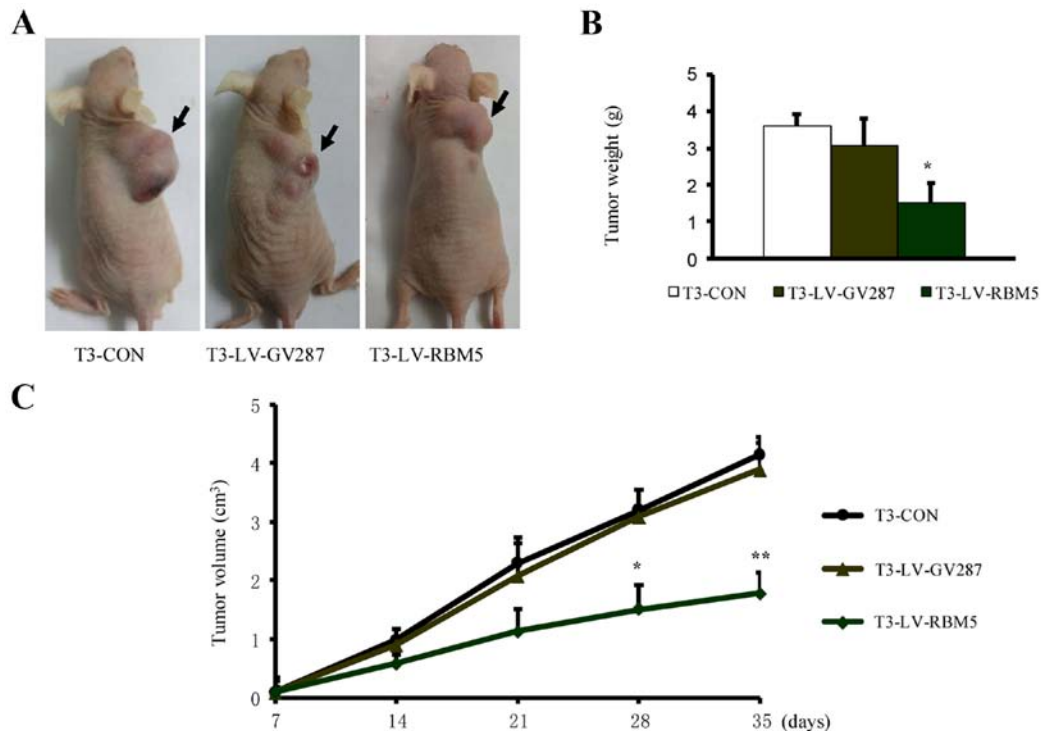 A
T3-CON
T3-LV-GV287
T3-LV-RBM5
B
Tumor weight (g)
5
4
3
2
1
0
*
T3-CON
T3-LV-GV287
T3-LV-RBM5
C
Tumor volume (cm³)
5
4
3
2
1
0
*
**
7 14 21 28 35 (days)
T3-CON
T3-LV-GV287
T3-LV-RBM5